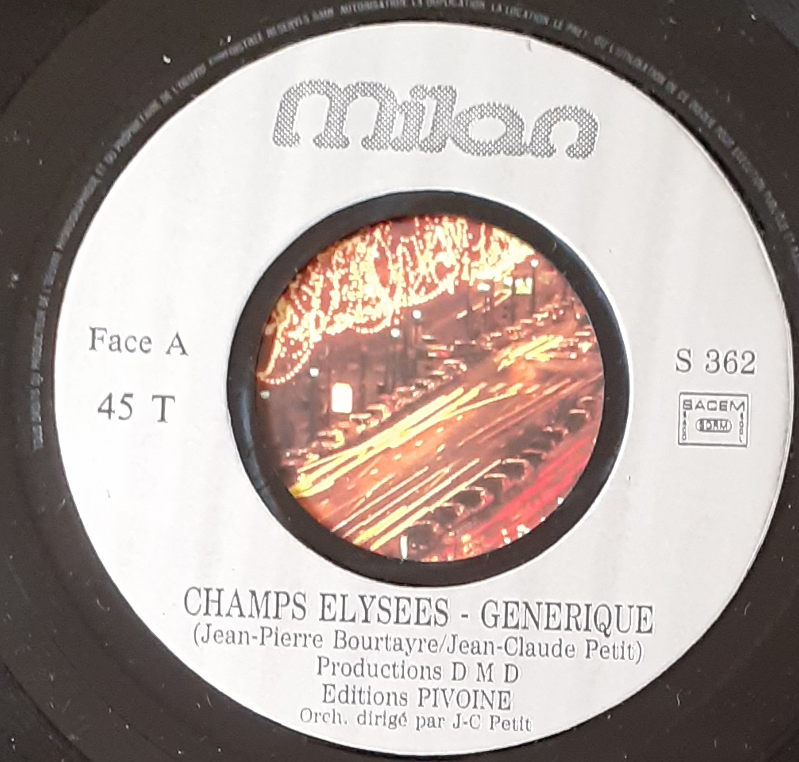 milan
Face A
45 T
S 362
SACEM
SDRM
CHAMPS ELYSEES - GENERIQUE
(Jean-Pierre Bourtayre/Jean-Claude Petit)
Productions D M D
Editions PIVOINE
Orch. dirigé par J-C Petit